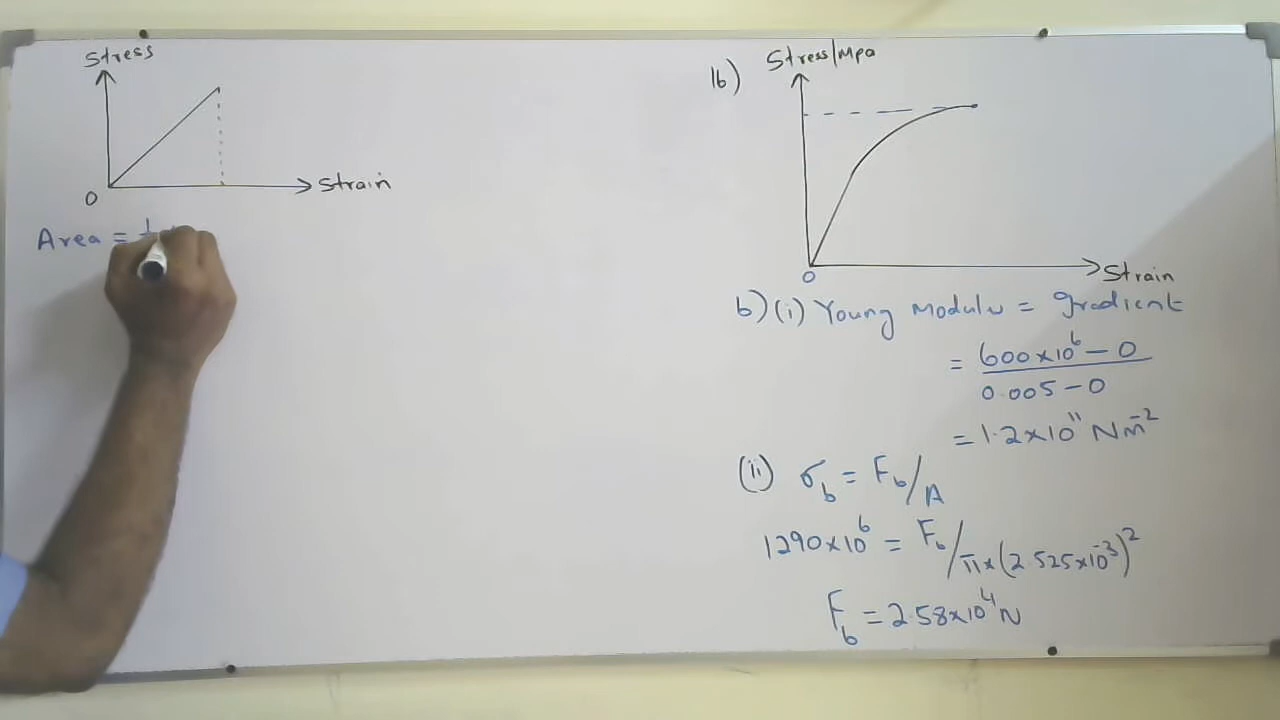 Stress
Strain
0
Area = 1
16)
Stress/Mpa
Strain
0
b)(i) Young Modulu = gradient
= 600×10⁶ – 0
0.005 – 0
= 1.2×10¹¹ Nm⁻²
(ii) σb = Fb/A
1290×10⁶ = Fb/π×(2.525×10⁻³)²
Fb = 2.58×10⁴ N